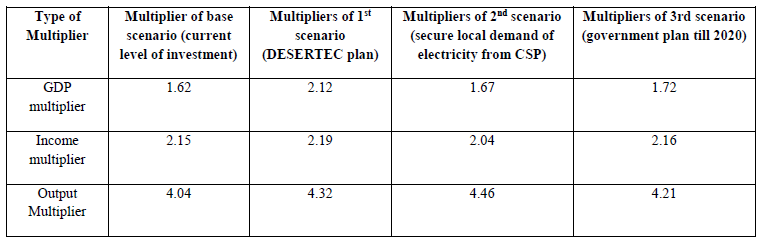 Type of Multiplier of base Multipliers of 1st Multipliers of 2nd scenario Multipliers of 3rd scenario
Multiplier scenario (current scenario (secure local demand of (government plan till 2020)
level of investment) (DESERTEC plan) electricity from CSP)
GDP 1.62 2.12 1.67 1.72
multiplier
Income 2.15 2.19 2.04 2.16
multiplier
Output 4.04 4.32 4.46 4.21
Multiplier